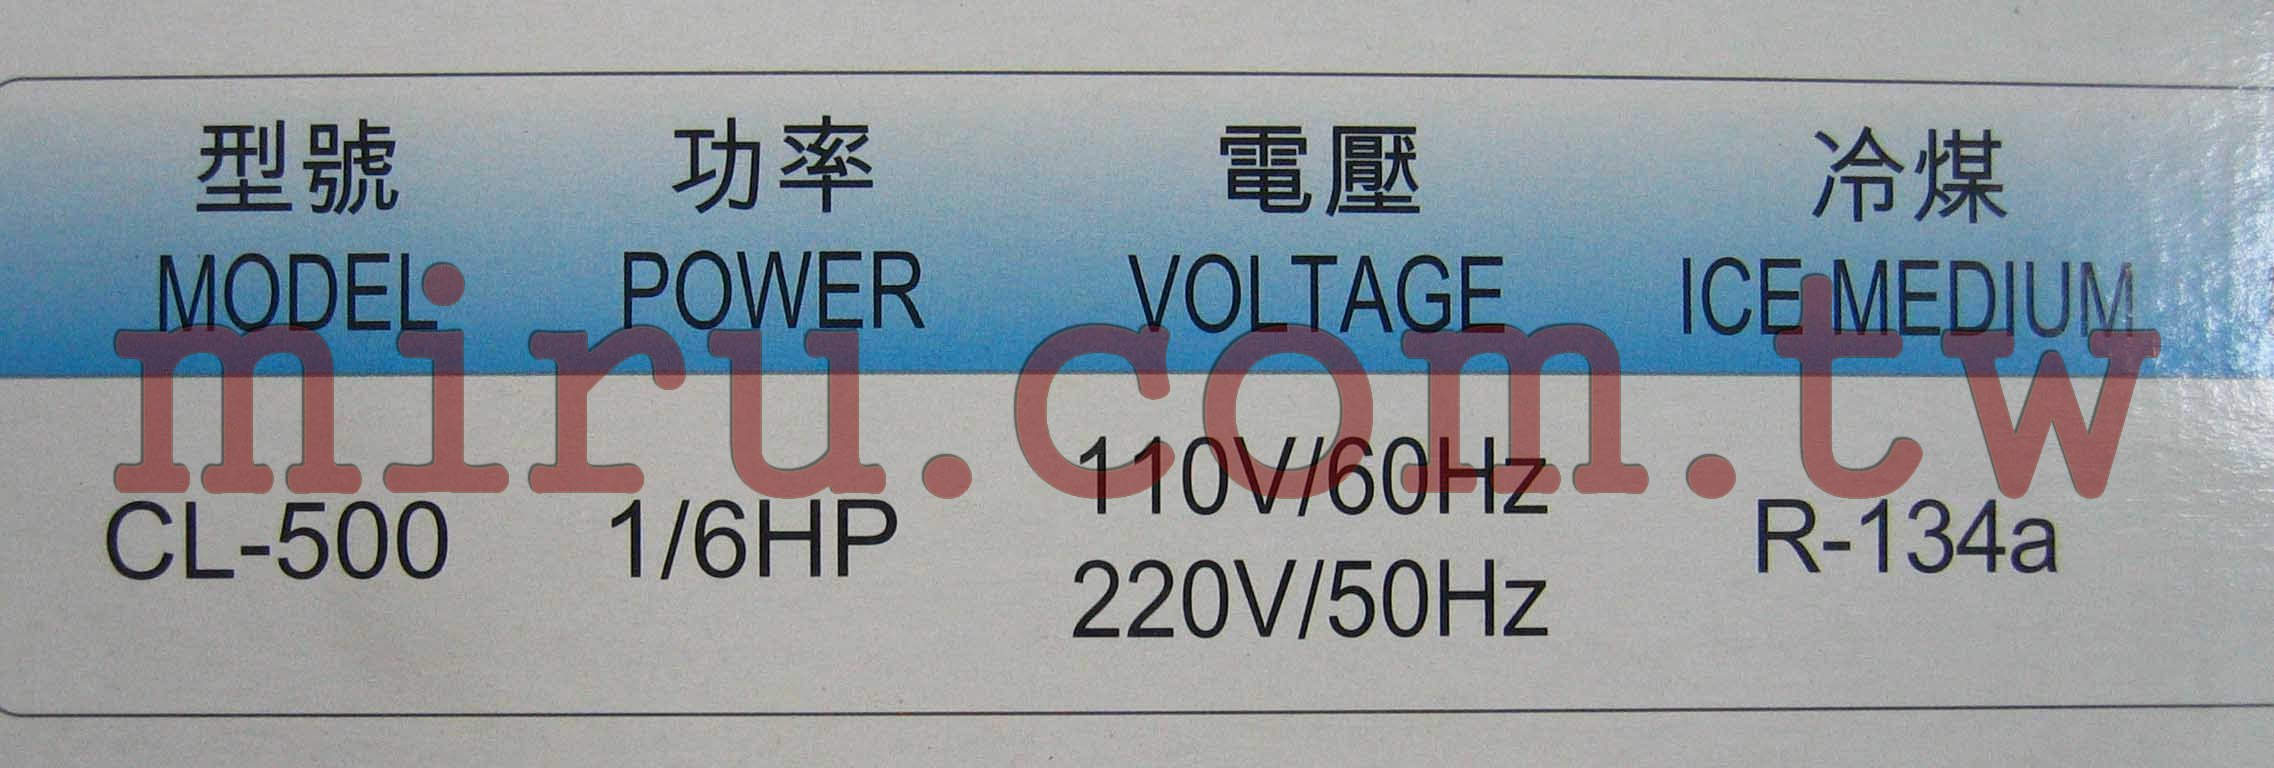 型號 功率 電壓 冷煤
MODEL POWER VOLTAGE ICE MEDIUM
miru.com.tw
110V/60Hz
CL-500 1/6HP R-134a
220V/50Hz